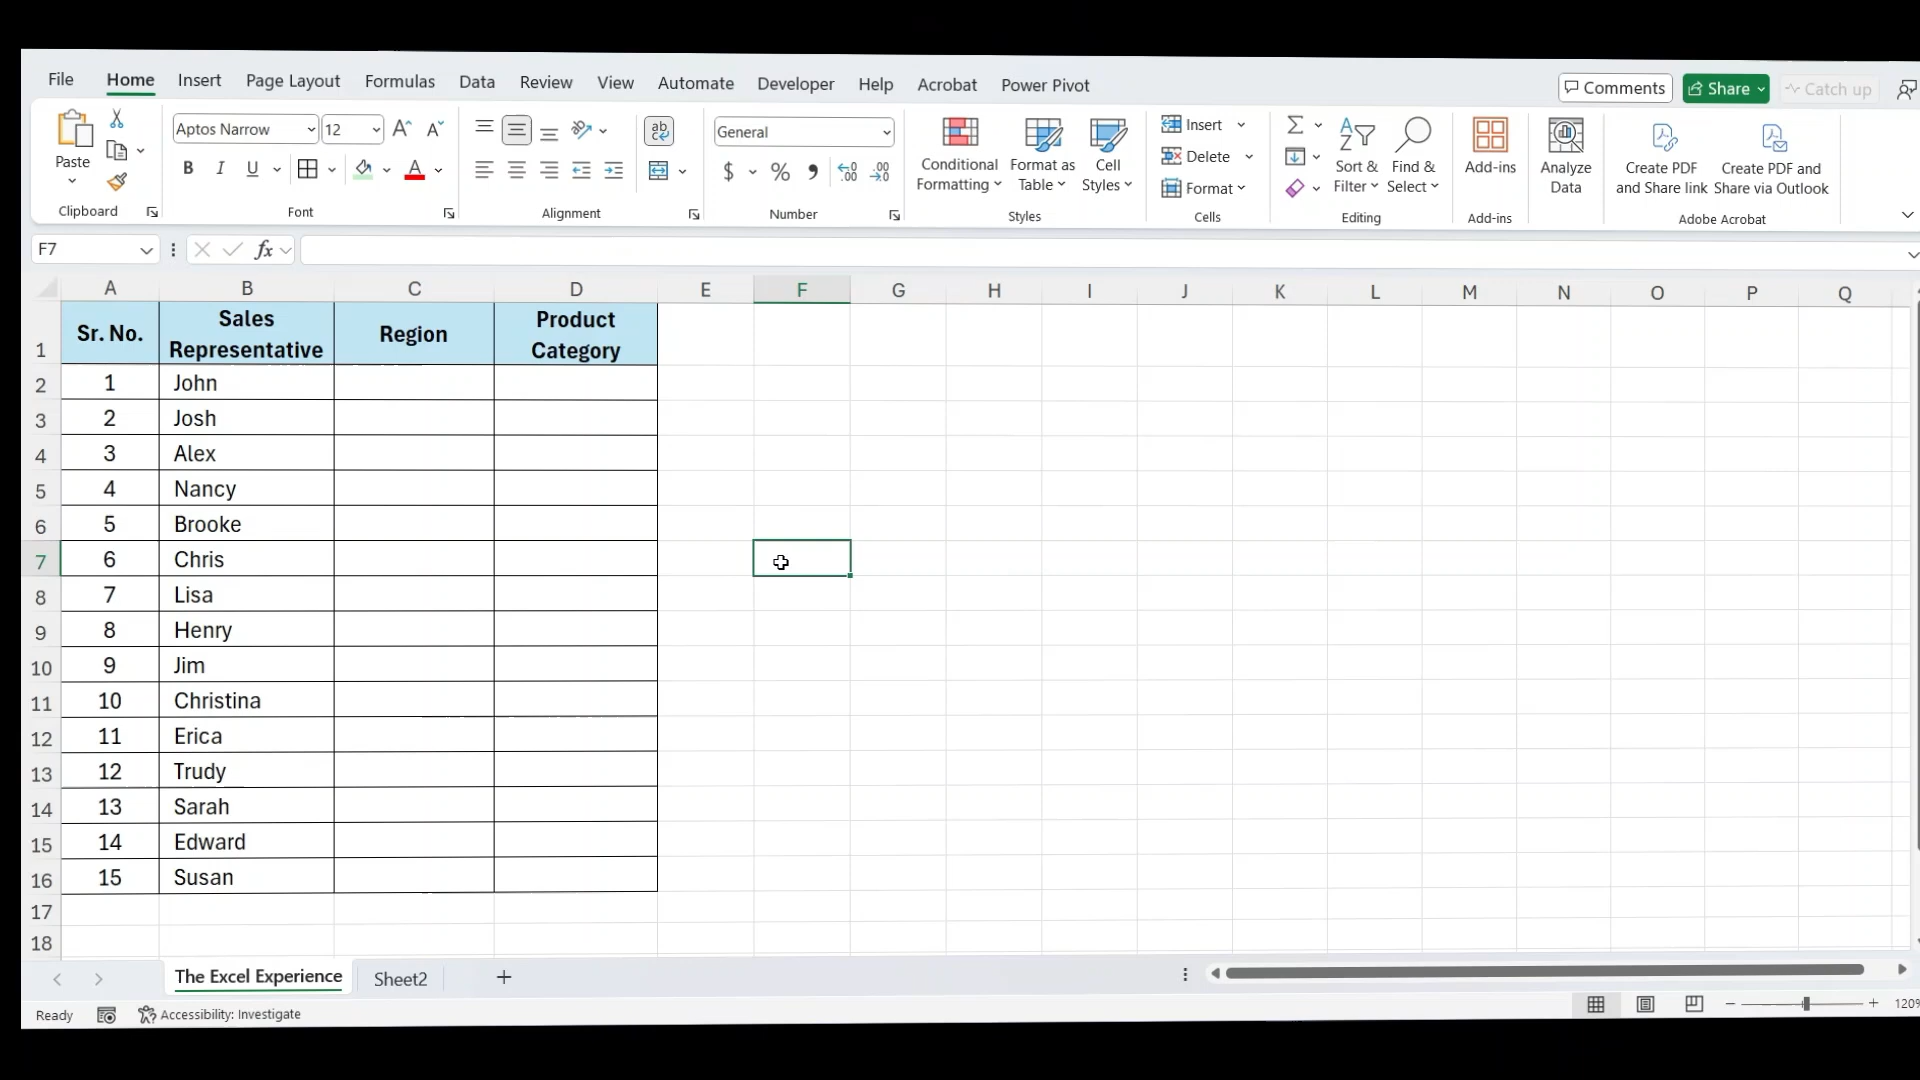 File Home Insert Page Layout Formulas Data Review View Automate Developer Help Acrobat Power Pivot Comments Share Catch up
Paste Aptos Narrow 12 B I U A General $ % Conditional Formatting Format as Table Cell Styles Insert Delete Format Sort & Filter Find & Select Add-ins Analyze Data Create PDF and Share link Create PDF and Share via Outlook
Clipboard Font Alignment Number Styles Cells Editing Add-ins Adobe Acrobat
F7 fx
A B C D E F G H I J K L M N O P Q
1 Sr. No. Sales Representative Region Product Category
2 1 John
3 2 Josh
4 3 Alex
5 4 Nancy
6 5 Brooke
7 6 Chris
8 7 Lisa
9 8 Henry
10 9 Jim
11 10 Christina
12 11 Erica
13 12 Trudy
14 13 Sarah
15 14 Edward
16 15 Susan
17
18
The Excel Experience Sheet2
Ready Accessibility: Investigate 120%